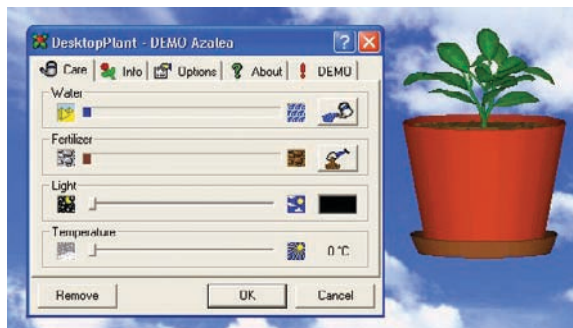 DesktopPlant - DEMO Azalea
Care Info Options About DEMO
Water
Fertilizer
Light
Temperature
0 °C
Remove OK Cancel